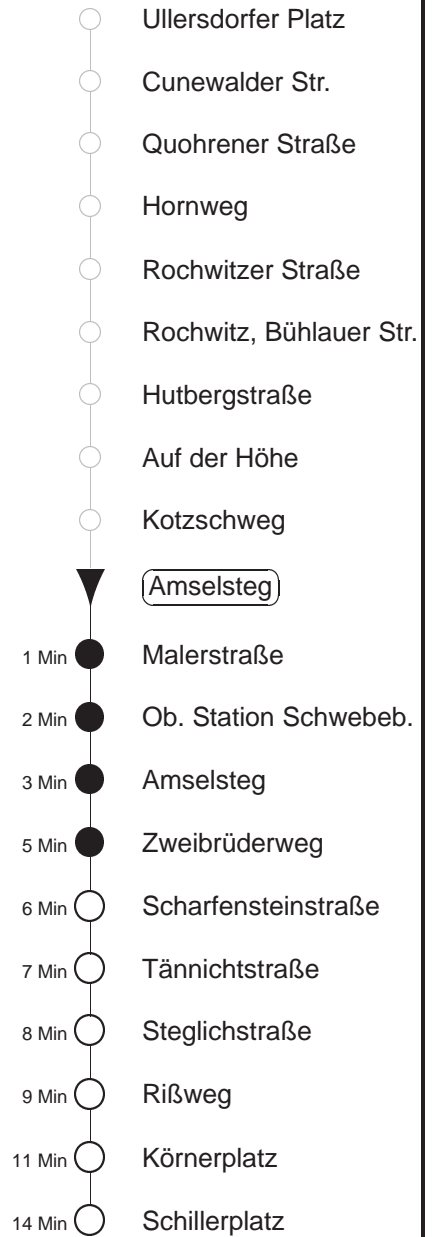 Ullersdorfer Platz
Cunewalder Str.
Quohrener Straße
Hornweg
Rochwitzer Straße
Rochwitz, Bühlauer Str.
Hutbergstraße
Auf der Höhe
Kotzschweg
Amselsteg
1 Min Malerstraße
2 Min Ob. Station Schwebeb.
3 Min Amselsteg
5 Min Zweibrüderweg
6 Min Scharfensteinstraße
7 Min Tännichtstraße
8 Min Steglichstraße
9 Min Rißweg
11 Min Körnerplatz
14 Min Schillerplatz